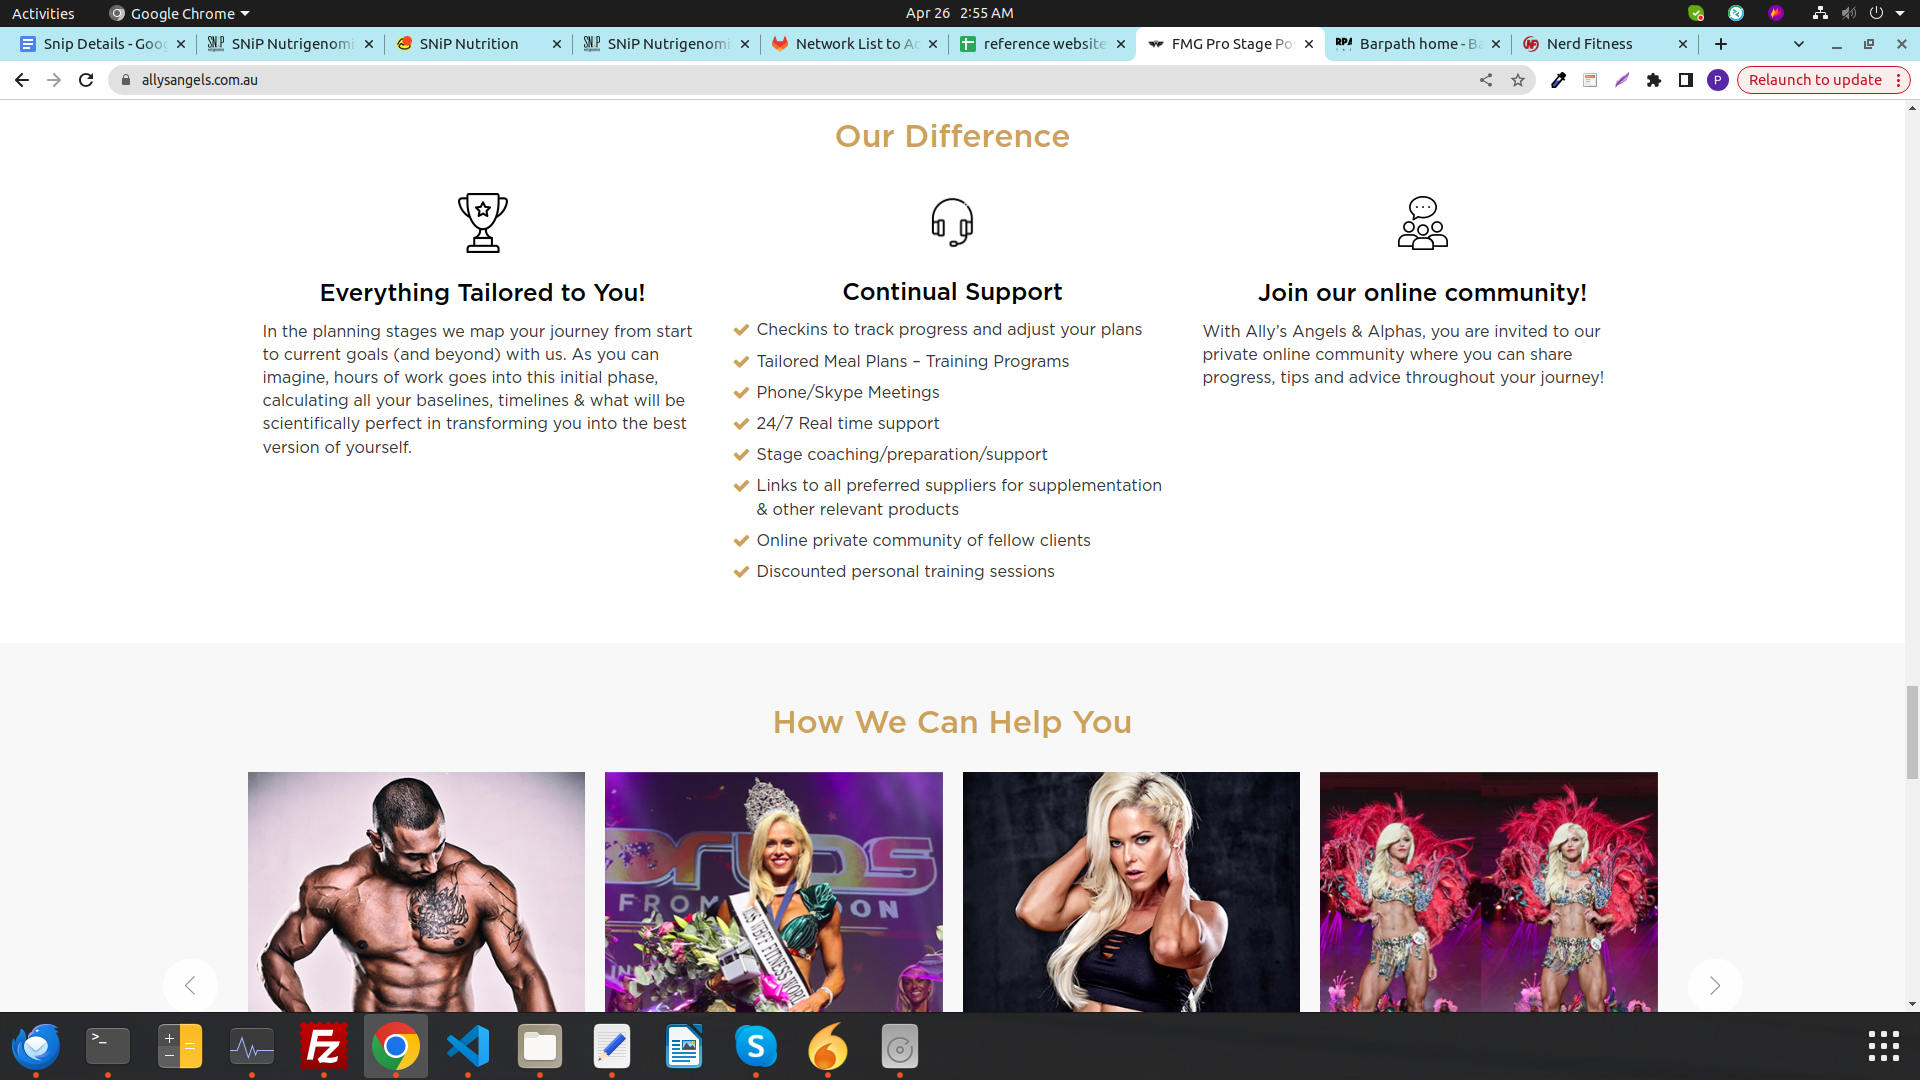 Activities
Google Chrome
Apr 26 2:55 AM
Snip Details - Goog
SNiP Nutrigenomi
SNiP Nutrition
SNiP Nutrigenomi
Network List to Ac
reference website
FMG Pro Stage Po
Barpath home - Ba
Nerd Fitness
allysangels.com.au
P
Relaunch to update
Our Difference
Everything Tailored to You!
In the planning stages we map your journey from start
to current goals (and beyond) with us. As you can
imagine, hours of work goes into this initial phase,
calculating all your baselines, timelines & what will be
scientifically perfect in transforming you into the best
version of yourself.
Continual Support
Checkins to track progress and adjust your plans
Tailored Meal Plans – Training Programs
Phone/Skype Meetings
24/7 Real time support
Stage coaching/preparation/support
Links to all preferred suppliers for supplementation
& other relevant products
Online private community of fellow clients
Discounted personal training sessions
Join our online community!
With Ally’s Angels & Alphas, you are invited to our
private online community where you can share
progress, tips and advice throughout your journey!
How We Can Help You